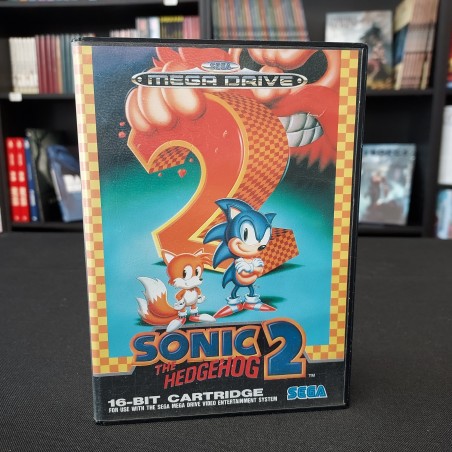 SEGA
MEGA DRIVE
2
SONIC
THE
HEDGEHOG 2
™
16-BIT CARTRIDGE
FOR USE WITH THE SEGA MEGA DRIVE VIDEO ENTERTAINMENT SYSTEM
SEGA